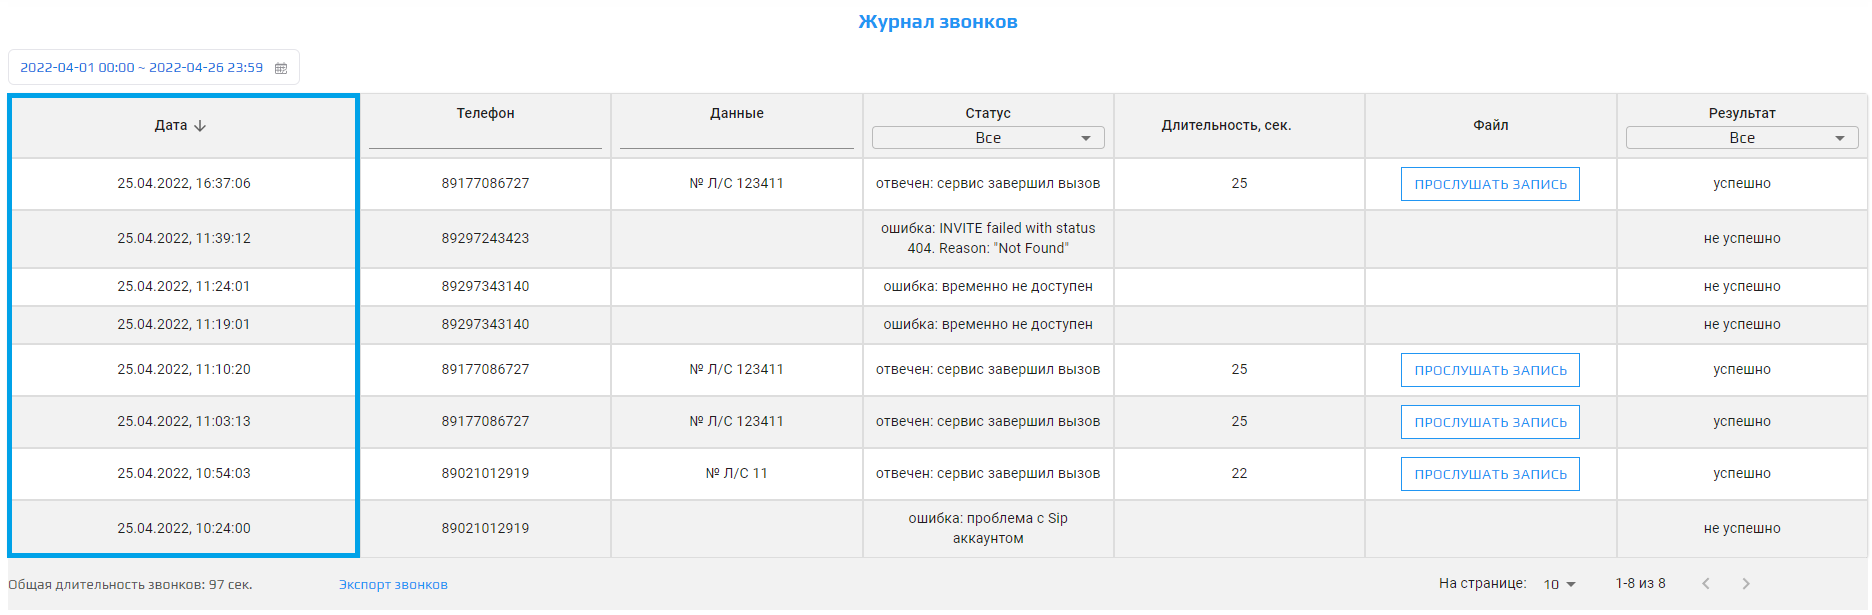 Журнал звонков
2022-04-01 00:00 ~ 2022-04-26 23:59
Дата Телефон Данные Статус Длительность, сек. Файл Результат
Все Все
25.04.2022, 16:37:06 89177086727 № Л/С 123411 отвечен: сервис завершил вызов 25 ПРОСЛУШАТЬ ЗАПИСЬ успешно
25.04.2022, 11:39:12 89297243423 ошибка: INVITE failed with status не успешно
404. Reason: "Not Found"
25.04.2022, 11:24:01 89297343140 ошибка: временно не доступен не успешно
25.04.2022, 11:19:01 89297343140 ошибка: временно не доступен не успешно
25.04.2022, 11:10:20 89177086727 № Л/С 123411 отвечен: сервис завершил вызов 25 ПРОСЛУШАТЬ ЗАПИСЬ успешно
25.04.2022, 11:03:13 89177086727 № Л/С 123411 отвечен: сервис завершил вызов 25 ПРОСЛУШАТЬ ЗАПИСЬ успешно
25.04.2022, 10:54:03 89021012919 № Л/С 11 отвечен: сервис завершил вызов 22 ПРОСЛУШАТЬ ЗАПИСЬ успешно
25.04.2022, 10:24:00 89021012919 ошибка: проблема с Sip не успешно
аккаунтом
Общая длительность звонков: 97 сек. Экспорт звонков На странице: 10 1-8 из 8